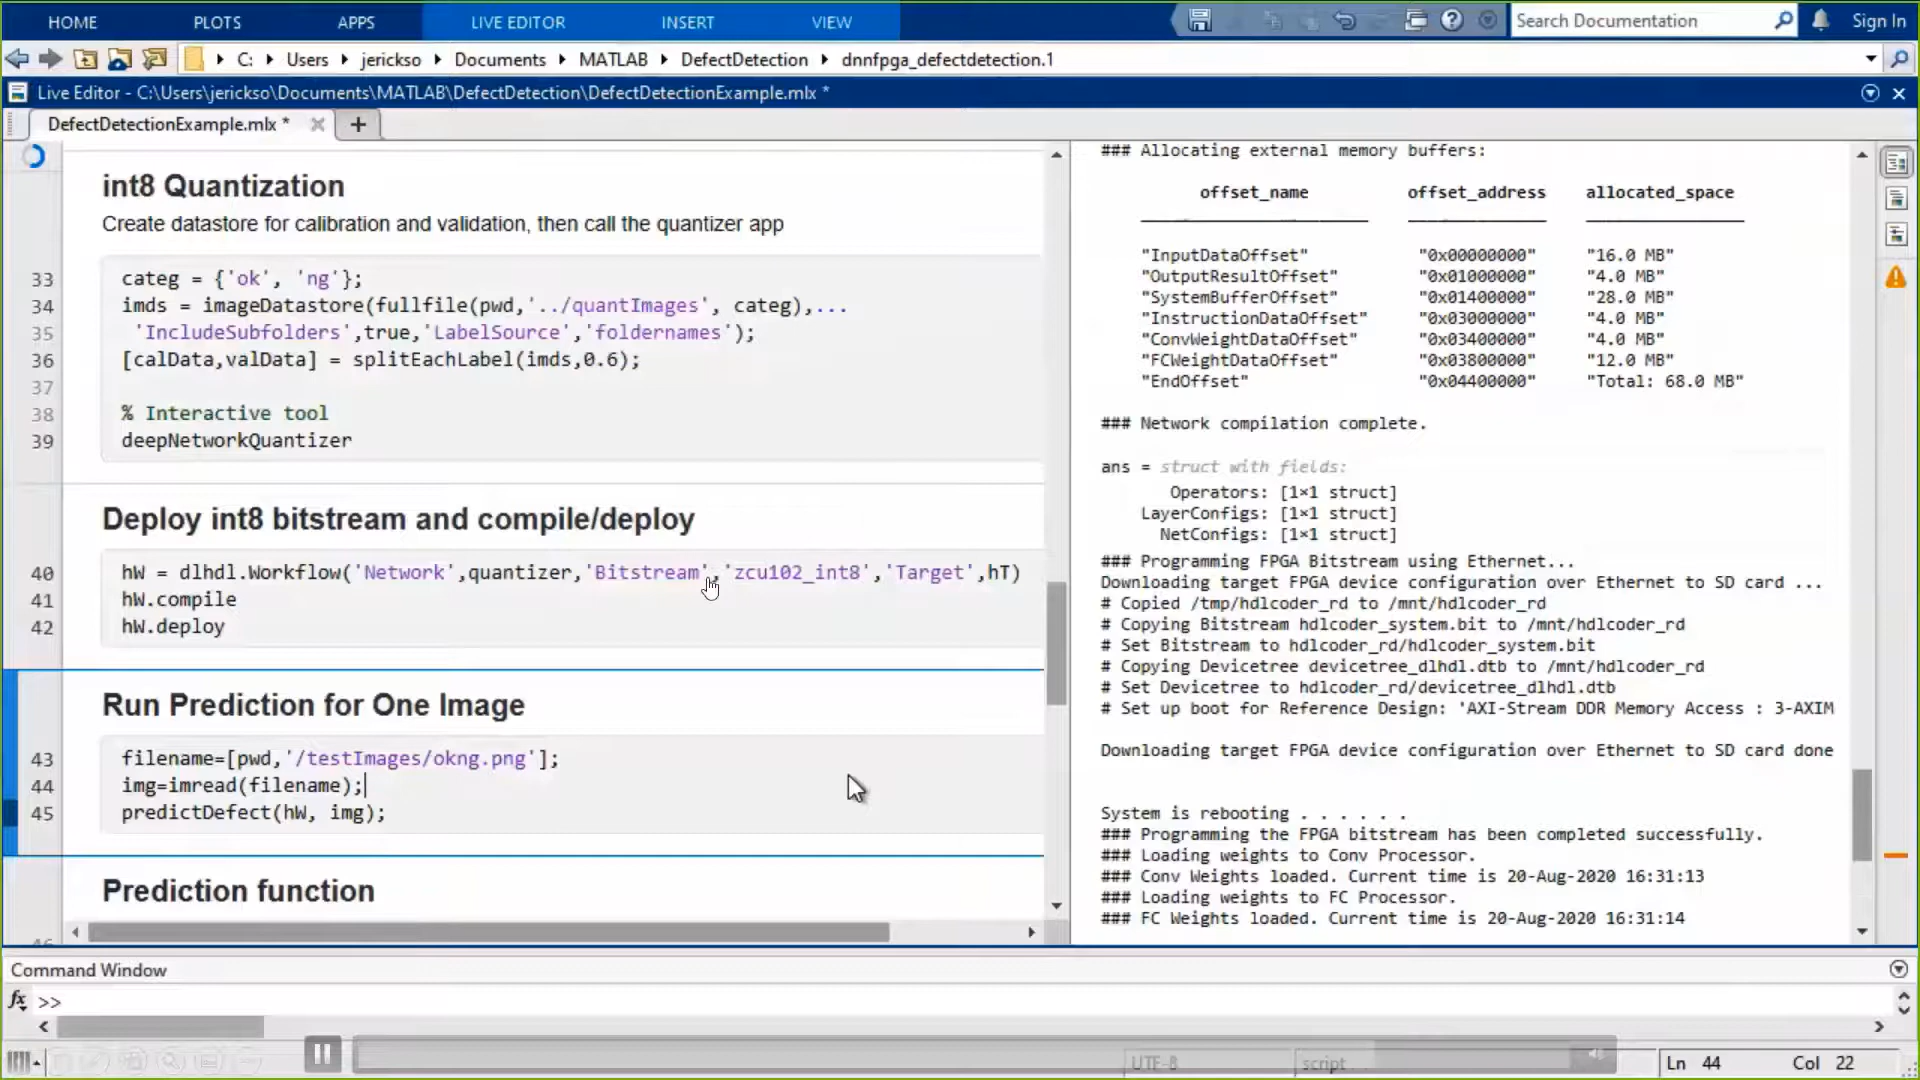 HOME PLOTS APPS LIVE EDITOR INSERT VIEW Search Documentation Sign In
C: Users jerickso Documents MATLAB DefectDetection dnnfpga_defectdetection.1
Live Editor - C:\Users\jerickso\Documents\MATLAB\DefectDetection\DefectDetectionExample.mlx *
DefectDetectionExample.mlx * +
int8 Quantization
Create datastore for calibration and validation, then call the quantizer app
33 categ = {'ok', 'ng'};
34 imds = imageDatastore(fullfile(pwd,'../quantImages', categ),...
35 'IncludeSubfolders',true,'LabelSource','foldernames');
36 [calData,valData] = splitEachLabel(imds,0.6);
37
38 % Interactive tool
39 deepNetworkQuantizer
Deploy int8 bitstream and compile/deploy
40 hW = dlhdl.Workflow('Network',quantizer,'Bitstream','zcu102_int8','Target',hT)
41 hW.compile
42 hW.deploy
Run Prediction for One Image
43 filename=[pwd,'/testImages/okng.png'];
44 img=imread(filename);
45 predictDefect(hW, img);
Prediction function
### Allocating external memory buffers:
offset_name offset_address allocated_space
"InputDataOffset" "0x00000000" "16.0 MB"
"OutputResultOffset" "0x01000000" "4.0 MB"
"SystemBufferOffset" "0x01400000" "28.0 MB"
"InstructionDataOffset" "0x03000000" "4.0 MB"
"ConvWeightDataOffset" "0x03400000" "4.0 MB"
"FCWeightDataOffset" "0x03800000" "12.0 MB"
"EndOffset" "0x04400000" "Total: 68.0 MB"
### Network compilation complete.
ans = struct with fields:
Operators: [1×1 struct]
LayerConfigs: [1×1 struct]
NetConfigs: [1×1 struct]
### Programming FPGA Bitstream using Ethernet...
Downloading target FPGA device configuration over Ethernet to SD card ...
# Copied /tmp/hdlcoder_rd to /mnt/hdlcoder_rd
# Copying Bitstream hdlcoder_system.bit to /mnt/hdlcoder_rd
# Set Bitstream to hdlcoder_rd/hdlcoder_system.bit
# Copying Devicetree devicetree_dlhdl.dtb to /mnt/hdlcoder_rd
# Set Devicetree to hdlcoder_rd/devicetree_dlhdl.dtb
# Set up boot for Reference Design: 'AXI-Stream DDR Memory Access : 3-AXIM
Downloading target FPGA device configuration over Ethernet to SD card done
System is rebooting . . . . . .
### Programming the FPGA bitstream has been completed successfully.
### Loading weights to Conv Processor.
### Conv Weights loaded. Current time is 20-Aug-2020 16:31:13
### Loading weights to FC Processor.
### FC Weights loaded. Current time is 20-Aug-2020 16:31:14
Command Window
fx >>
UTF-8 script Ln 44 Col 22